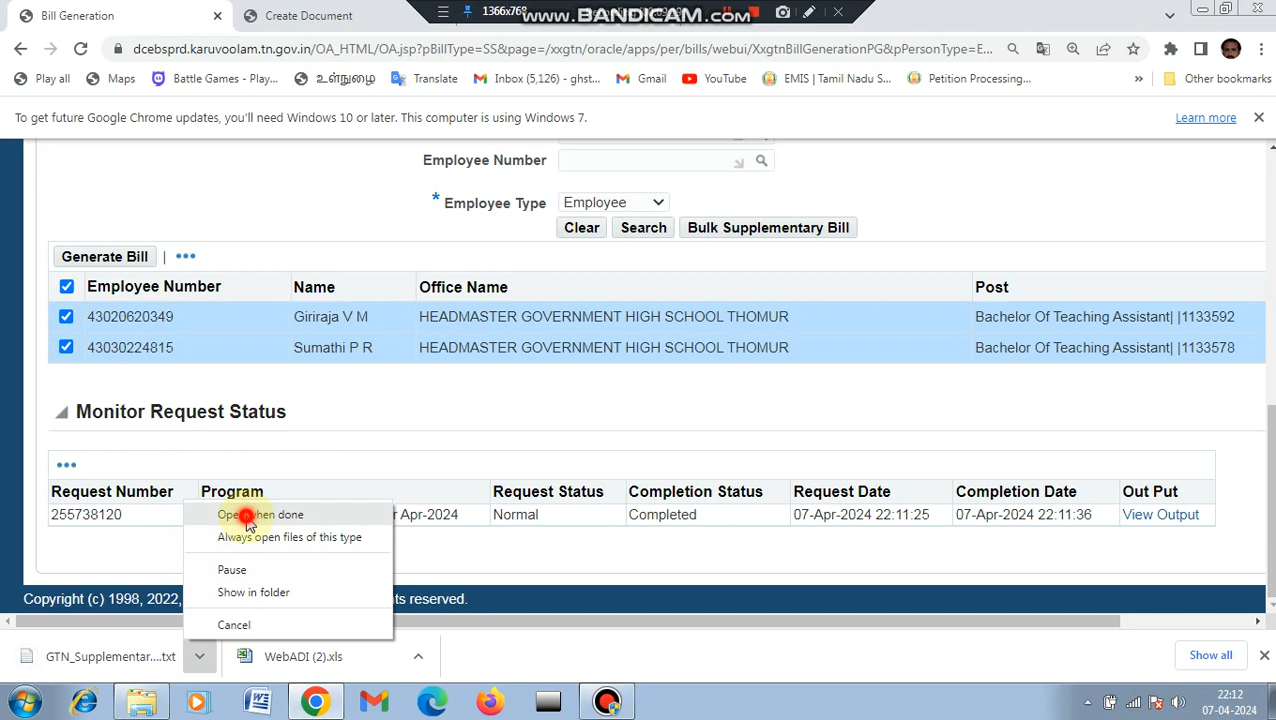 Bill Generation
Create Document
1366x768
www.BANDICAM.com
dcebsprd.karuvoolam.tn.gov.in/OA_HTML/OA.jsp?pBillType=SS&page=/xxgtn/oracle/apps/per/bills/webui/XxgtnBillGenerationPG&pPersonType=E...
Play all
Maps
Battle Games - Play...
உள்நுழை
Translate
Inbox (5,126) - ghst...
Gmail
YouTube
EMIS | Tamil Nadu S...
Petition Processing...
»
Other bookmarks
To get future Google Chrome updates, you'll need Windows 10 or later. This computer is using Windows 7.
Learn more
Employee Number
* Employee Type
Employee
Clear
Search
Bulk Supplementary Bill
Generate Bill
Employee Number Name Office Name Post
43020620349 Giriraja V M HEADMASTER GOVERNMENT HIGH SCHOOL THOMUR Bachelor Of Teaching Assistant| |1133592
43030224815 Sumathi P R HEADMASTER GOVERNMENT HIGH SCHOOL THOMUR Bachelor Of Teaching Assistant| |1133578
Monitor Request Status
Request Number Program Request Status Completion Status Request Date Completion Date Out Put
255738120 Apr-2024 Normal Completed 07-Apr-2024 22:11:25 07-Apr-2024 22:11:36 View Output
Open when done
Always open files of this type
Pause
Show in folder
Cancel
Copyright (c) 1998, 2022, hts reserved.
GTN_Supplementar....txt
WebADI (2).xls
Show all
22:12
07-04-2024